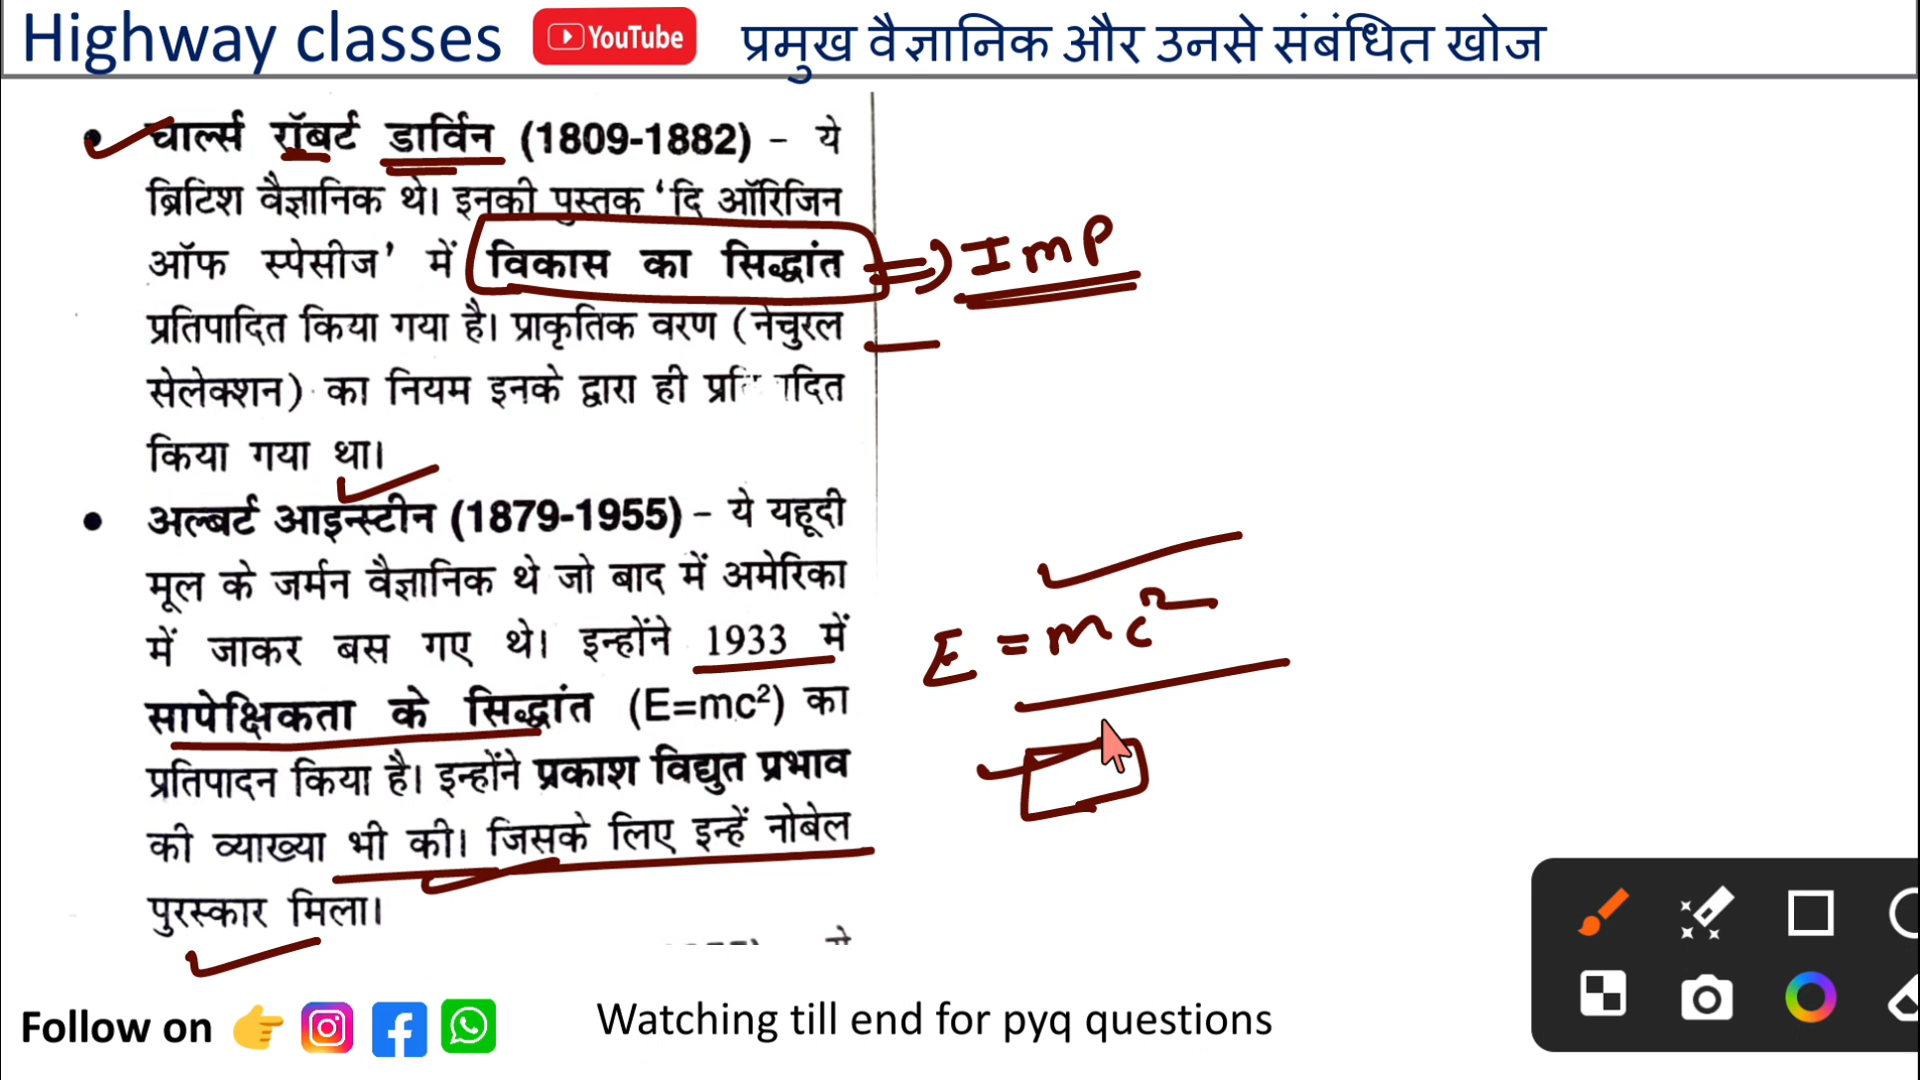 Highway classes YouTube प्रमुख वैज्ञानिक और उनसे संबंधित खोज
• चार्ल्स रॉबर्ट डार्विन (1809-1882) – ये
ब्रिटिश वैज्ञानिक थे। इनकी पुस्तक ‘दि ऑरिजिन
ऑफ स्पेसीज’ में विकास का सिद्धांत
प्रतिपादित किया गया है। प्राकृतिक वरण (नेचुरल
सेलेक्शन) का नियम इनके द्वारा ही
किया गया था।
=> Imp
• अल्बर्ट आइन्स्टीन (1879-1955) – ये यहूदी
मूल के जर्मन वैज्ञानिक थे जो बाद में अमेरिका
में जाकर बस गए थे। इन्होंने 1933 में
सापेक्षिकता के सिद्धांत (E=mc²) का
प्रतिपादन किया है। इन्होंने प्रकाश विद्युत प्रभाव
की व्याख्या भी की। जिसके लिए इन्हें नोबेल
पुरस्कार मिला।
E = mc²
Follow on Watching till end for pyq questions